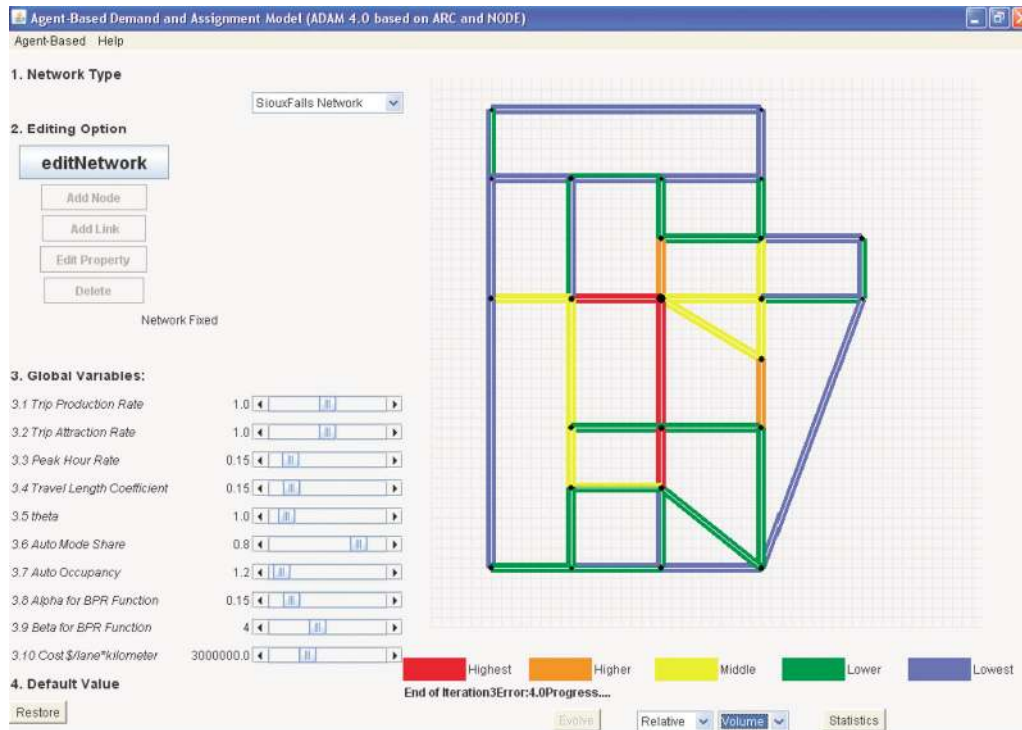 Agent-Based Demand and Assignment Model (ADAM 4.0 based on ARC and NODE)
Agent-Based Help
1. Network Type
SiouxFalls Network
2. Editing Option
editNetwork
Add Node
Add Link
Edit Property
Delete
Network Fixed
3. Global Variables:
3.1 Trip Production Rate 1.0
3.2 Trip Attraction Rate 1.0
3.3 Peak Hour Rate 0.15
3.4 Travel Length Coefficient 0.15
3.5 theta 1.0
3.6 Auto Mode Share 0.8
3.7 Auto Occupancy 1.2
3.8 Alpha for BPR Function 0.15
3.9 Beta for BPR Function 4
3.10 Cost $/lane*kilometer 3000000.0
Highest Higher Middle Lower Lowest
4. Default Value
End of Iteration3Error:4.0Progress....
Restore Evolve Relative Volume Statistics